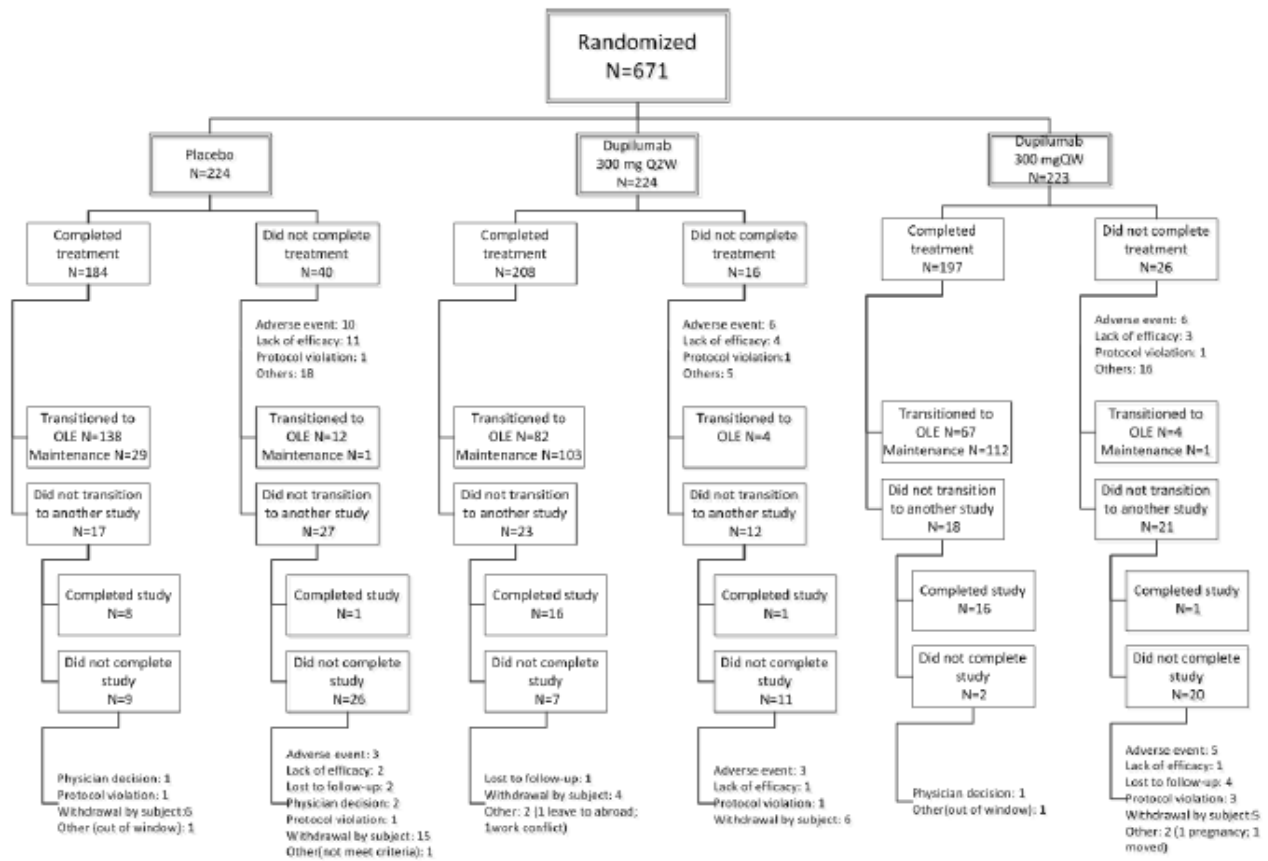 Randomized
N=671
Placebo
N=224
Dupilumab
300 mg Q2W
N=224
Dupilumab
300 mgQW
N=223
Completed
treatment
N=184
Did not complete
treatment
N=40
Completed
treatment
N=208
Did not complete
treatment
N=16
Completed
treatment
N=197
Did not complete
treatment
N=26
Adverse event: 10
Lack of efficacy: 11
Protocol violation: 1
Others: 18
Adverse event: 6
Lack of efficacy: 4
Protocol violation:1
Others: 5
Adverse event: 6
Lack of efficacy: 3
Protocol violation: 1
Others: 16
Transitioned to
OLE N=138
Maintenance N=29
Transitioned to
OLE N=12
Maintenance N=1
Transitioned to
OLE N=82
Maintenance N=103
Transitioned to
OLE N=4
Transitioned to
OLE N=67
Maintenance N=112
Transitioned to
OLE N=4
Maintenance N=1
Did not transition
to another study
N=17
Did not transition
to another study
N=27
Did not transition
to another study
N=23
Did not transition
to another study
N=12
Did not transition
to another study
N=18
Did not transition
to another study
N=21
Completed study
N=8
Completed study
N=1
Completed study
N=16
Completed study
N=1
Completed study
N=16
Completed study
N=1
Did not complete
study
N=9
Did not complete
study
N=26
Did not complete
study
N=7
Did not complete
study
N=11
Did not complete
study
N=2
Did not complete
study
N=20
Physician decision: 1
Protocol violation: 1
Withdrawal by subject:6
Other (out of window): 1
Adverse event: 3
Lack of efficacy: 2
Lost to follow-up: 2
Physician decision: 2
Protocol violation: 1
Withdrawal by subject: 15
Other(not meet criteria): 1
Lost to follow-up: 1
Withdrawal by subject: 4
Other: 2 (1 leave to abroad;
1work conflict)
Adverse event: 3
Lack of efficacy: 1
Protocol violation: 1
Withdrawal by subject: 6
Physician decision: 1
Other(out of window): 1
Adverse event: 5
Lack of efficacy: 1
Lost to follow-up: 4
Protocol violation: 3
Withdrawal by subject:5
Other: 2 (1 pregnancy; 1
moved)